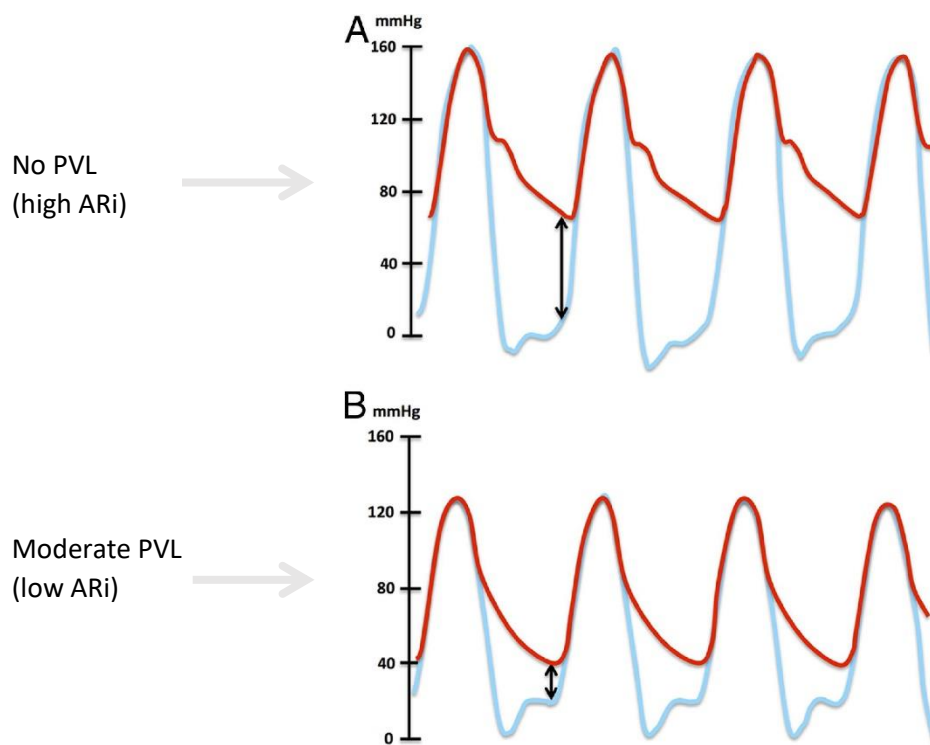 A mmHg
160
120
80
40
0
No PVL
(high ARi)
B mmHg
160
120
80
40
0
Moderate PVL
(low ARi)